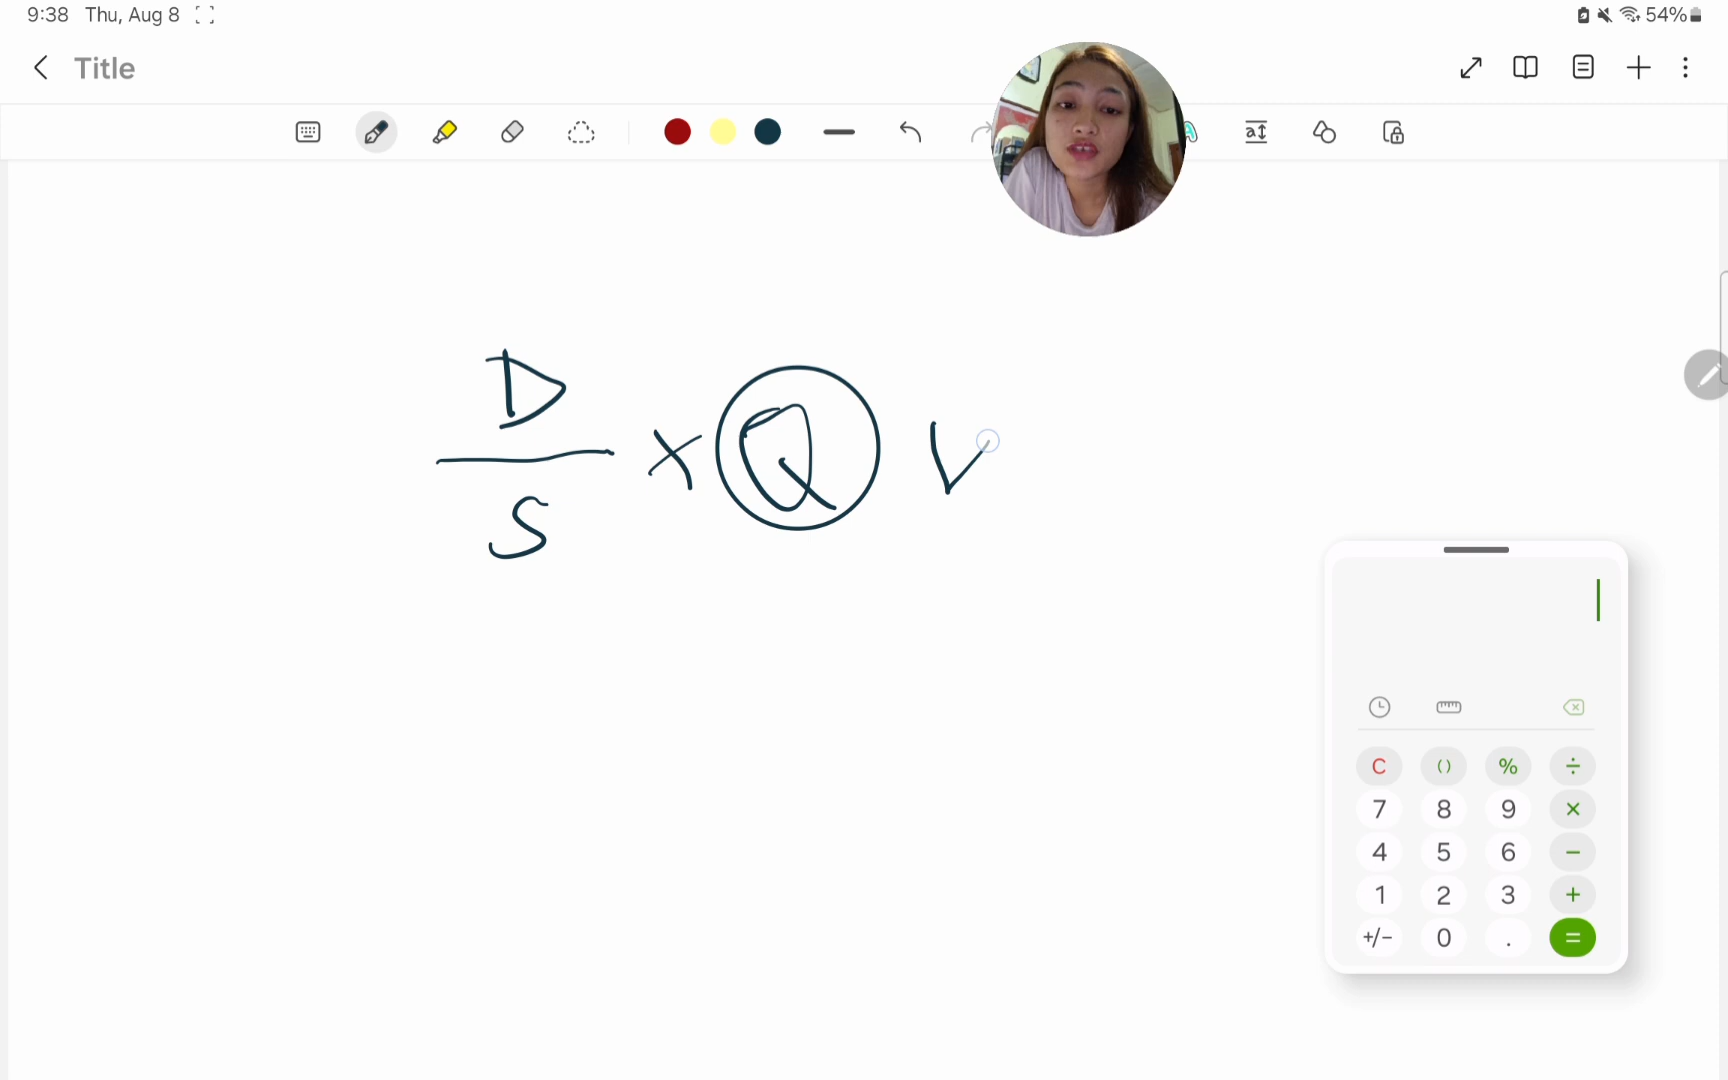 9:38 Thu, Aug 8 54%
Title
D
× Q V
S
C () % ÷
7 8 9 ×
4 5 6 −
1 2 3 +
+/− 0 . =